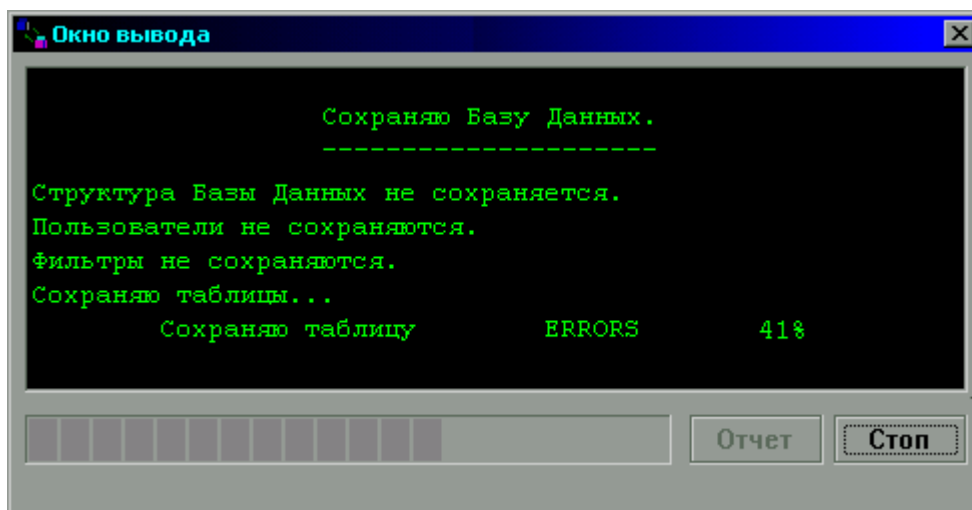 Окно вывода
Сохраняю Базу Данных.
---------------------
Структура Базы Данных не сохраняется.
Пользователи не сохраняются.
Фильтры не сохраняются.
Сохраняю таблицы...
Сохраняю таблицу ERRORS 41%
Отчет Стоп